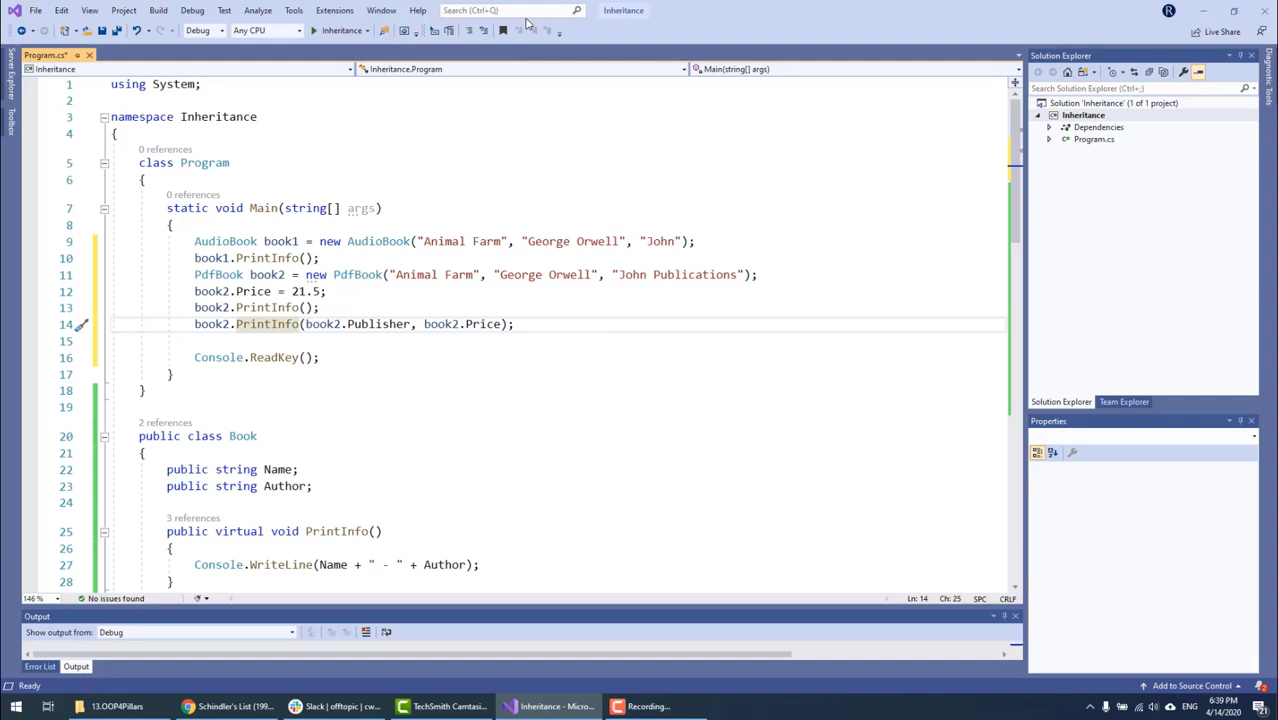 File Edit View Project Build Debug Test Analyze Tools Extensions Window Help Search (Ctrl+Q) Inheritance R
Debug Any CPU Inheritance Live Share
Program.cs* Solution Explorer
Inheritance Inheritance.Program Main(string[] args)
Search Solution Explorer (Ctrl+;)
Solution 'Inheritance' (1 of 1 project)
Inheritance
Dependencies
Program.cs
Server Explorer
Toolbox
Diagnostic Tools
1 using System;
2
3 namespace Inheritance
4 {
0 references
5 class Program
6 {
0 references
7 static void Main(string[] args)
8 {
9 AudioBook book1 = new AudioBook("Animal Farm", "George Orwell", "John");
10 book1.PrintInfo();
11 PdfBook book2 = new PdfBook("Animal Farm", "George Orwell", "John Publications");
12 book2.Price = 21.5;
13 book2.PrintInfo();
14 book2.PrintInfo(book2.Publisher, book2.Price);
15
16 Console.ReadKey();
17 }
18 }
19
2 references
20 public class Book
21 {
22 public string Name;
23 public string Author;
24
3 references
25 public virtual void PrintInfo()
26 {
27 Console.WriteLine(Name + " - " + Author);
28 }
Solution Explorer Team Explorer
Properties
146 % No issues found Ln: 14 Ch: 25 SPC CRLF
Output
Show output from: Debug
Error List Output
Ready Add to Source Control 2
13.OOP4Pillars Schindler's List (199... Slack | offtopic | cw... TechSmith Camtasi... Inheritance - Micro... Recording... ENG 6:39 PM 4/14/2020 21